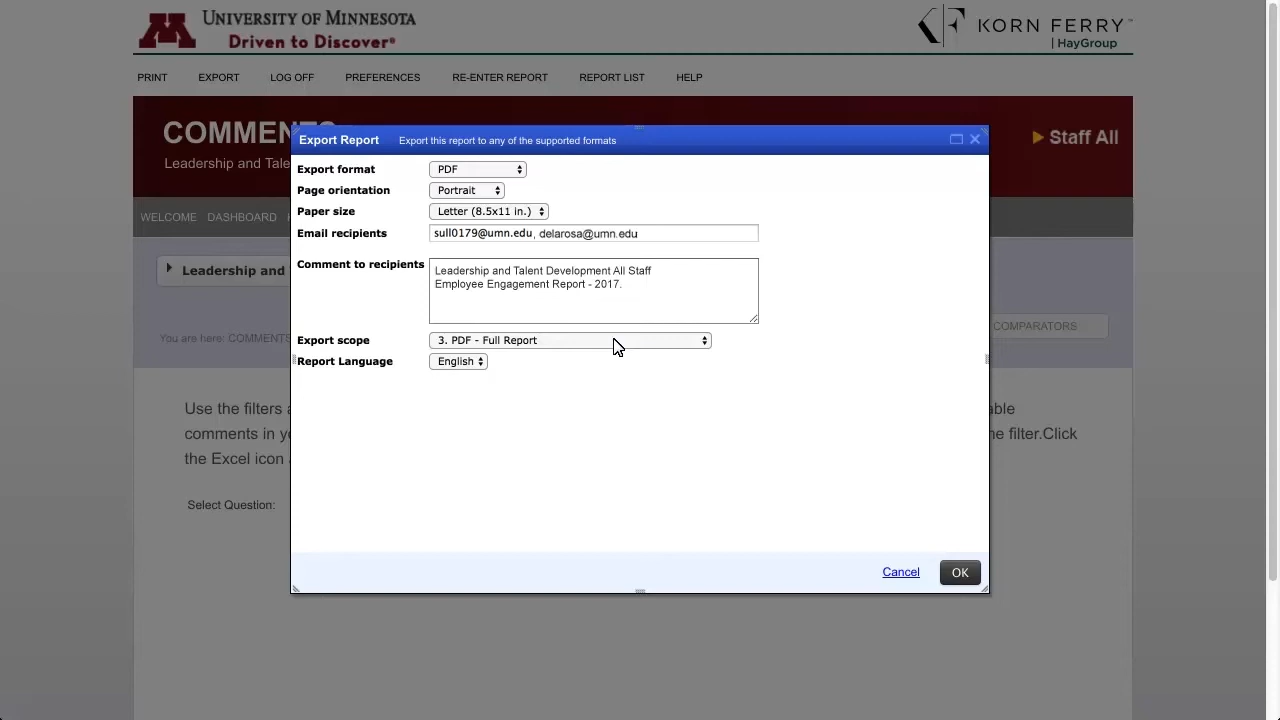 UNIVERSITY OF MINNESOTA
Driven to Discover®
KORN FERRY™
| HayGroup
PRINT EXPORT LOG OFF PREFERENCES RE-ENTER REPORT REPORT LIST HELP
COMMENTS
Staff All
Leadership and Tale
Export Report Export this report to any of the supported formats
Export format PDF
Page orientation Portrait
Paper size Letter (8.5x11 in.)
WELCOME DASHBOARD
Email recipients sull0179@umn.edu, delarosa@umn.edu
Comment to recipients Leadership and Talent Development All Staff
Employee Engagement Report - 2017.
Leadership and
You are here: COMMENTS
COMPARATORS
Export scope 3. PDF - Full Report
Report Language English
Use the filters able
comments in yo he filter.Click
the Excel icon
Select Question:
Cancel OK